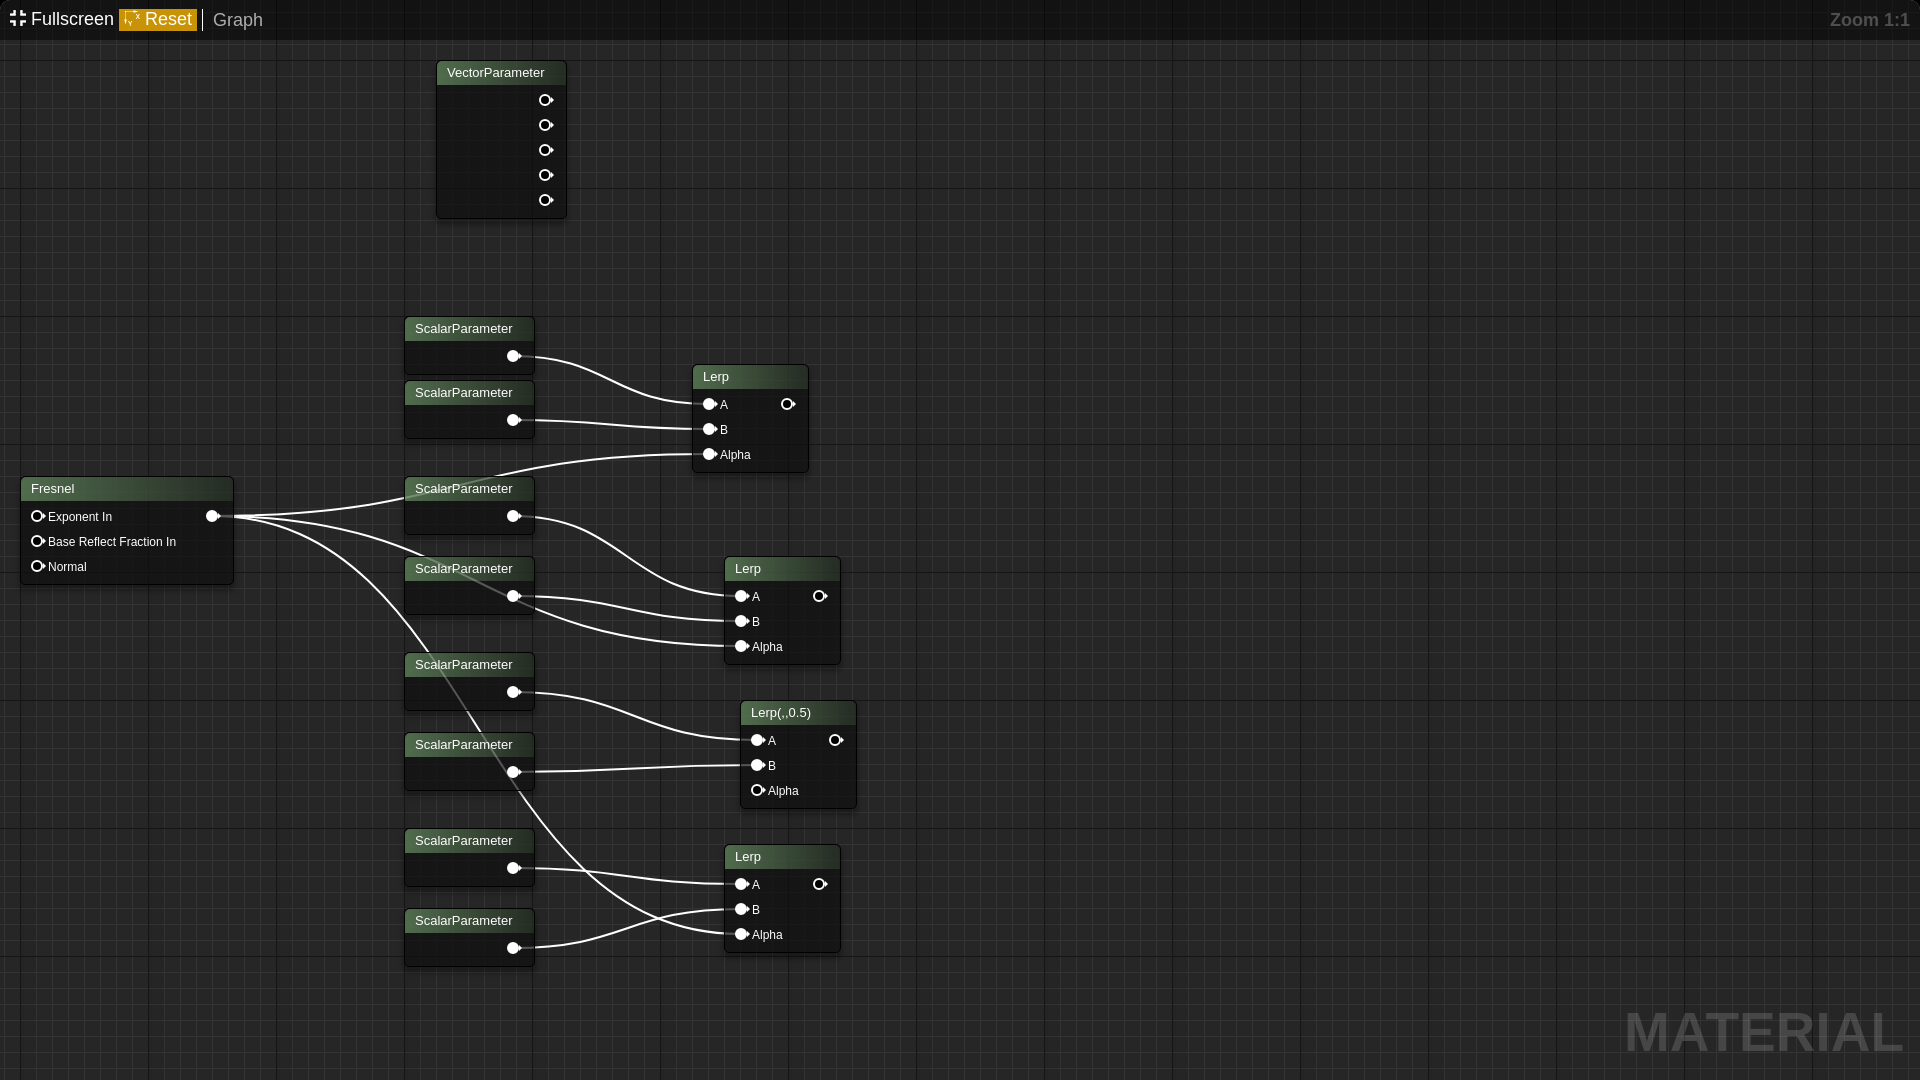 Fullscreen Reset Graph
Zoom 1:1
VectorParameter
ScalarParameter
ScalarParameter
Lerp
A
B
Alpha
Fresnel
Exponent In
Base Reflect Fraction In
Normal
ScalarParameter
ScalarParameter
Lerp
A
B
Alpha
ScalarParameter
ScalarParameter
Lerp(,,0.5)
A
B
Alpha
ScalarParameter
ScalarParameter
Lerp
A
B
Alpha
MATERIAL